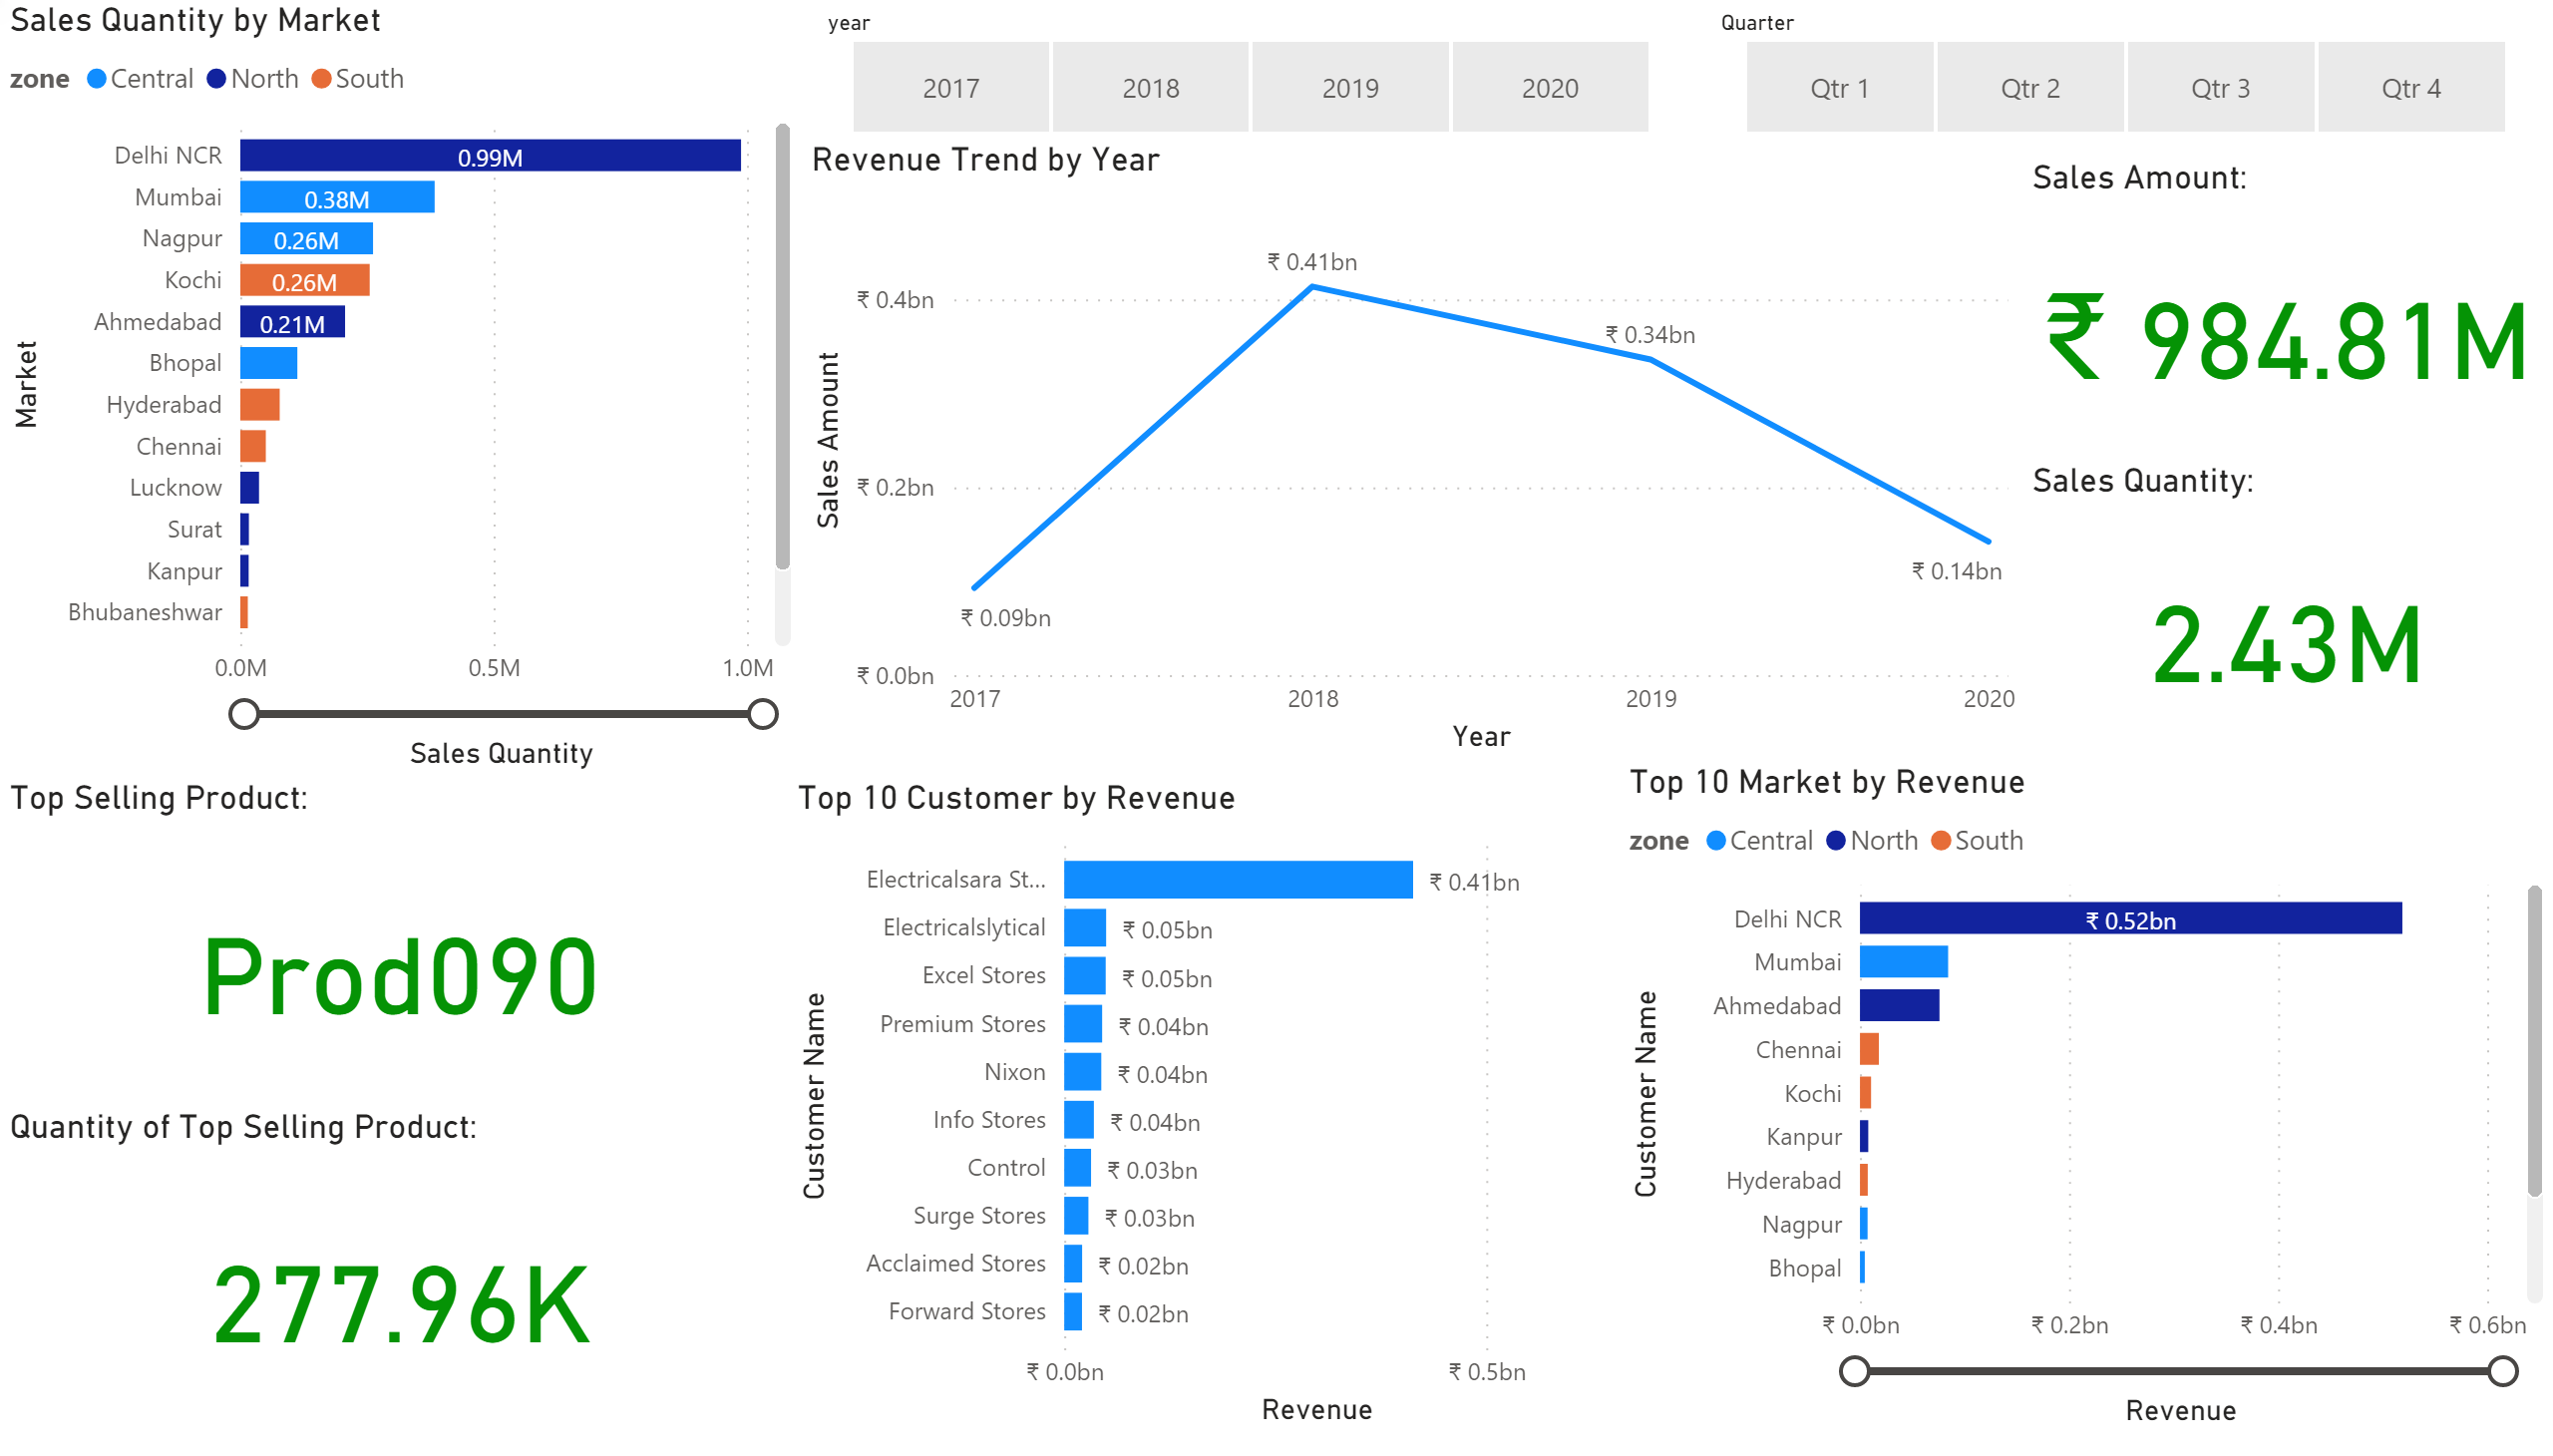 Sales Quantity by Market
zone Central North South
Market
Delhi NCR 0.99M
Mumbai 0.38M
Nagpur 0.26M
Kochi 0.26M
Ahmedabad 0.21M
Bhopal
Hyderabad
Chennai
Lucknow
Surat
Kanpur
Bhubaneshwar
0.0M 0.5M 1.0M
Sales Quantity
year
2017 2018 2019 2020
Quarter
Qtr 1 Qtr 2 Qtr 3 Qtr 4
Revenue Trend by Year
Sales Amount
₹ 0.4bn
₹ 0.2bn
₹ 0.0bn
₹ 0.09bn
₹ 0.41bn
₹ 0.34bn
₹ 0.14bn
2017 2018 2019 2020
Year
Sales Amount:
₹ 984.81M
Sales Quantity:
2.43M
Top Selling Product:
Prod090
Quantity of Top Selling Product:
277.96K
Top 10 Customer by Revenue
Customer Name
Electricalsara St... ₹ 0.41bn
Electricalslytical ₹ 0.05bn
Excel Stores ₹ 0.05bn
Premium Stores ₹ 0.04bn
Nixon ₹ 0.04bn
Info Stores ₹ 0.04bn
Control ₹ 0.03bn
Surge Stores ₹ 0.03bn
Acclaimed Stores ₹ 0.02bn
Forward Stores ₹ 0.02bn
₹ 0.0bn ₹ 0.5bn
Revenue
Top 10 Market by Revenue
zone Central North South
Customer Name
Delhi NCR ₹ 0.52bn
Mumbai
Ahmedabad
Chennai
Kochi
Kanpur
Hyderabad
Nagpur
Bhopal
₹ 0.0bn ₹ 0.2bn ₹ 0.4bn ₹ 0.6bn
Revenue